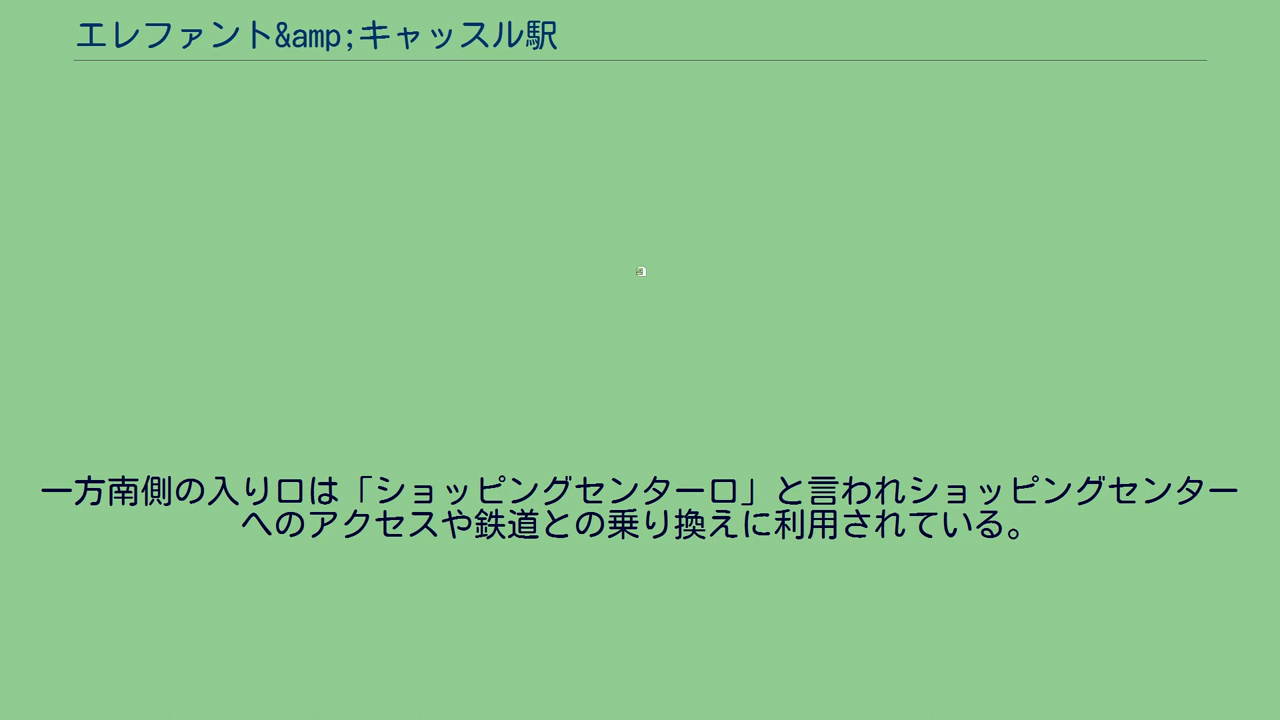 エレファント&amp;キャッスル駅
一方南側の入り口は「ショッピングセンター口」と言われショッピングセンター
へのアクセスや鉄道との乗り換えに利用されている。